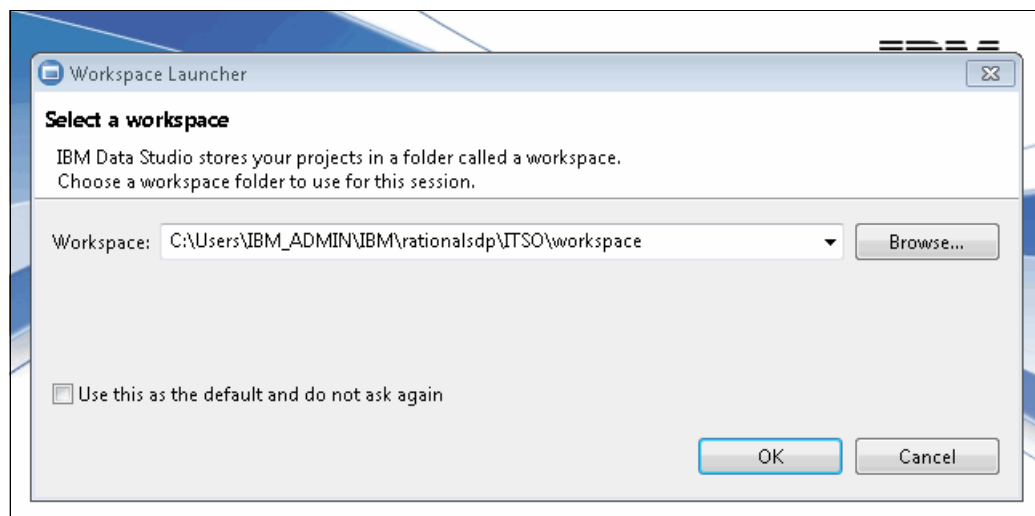 IBM
Workspace Launcher
Select a workspace
IBM Data Studio stores your projects in a folder called a workspace.
Choose a workspace folder to use for this session.
Workspace: C:\Users\IBM_ADMIN\IBM\rationalsdp\ITSO\workspace Browse...
Use this as the default and do not ask again
OK Cancel